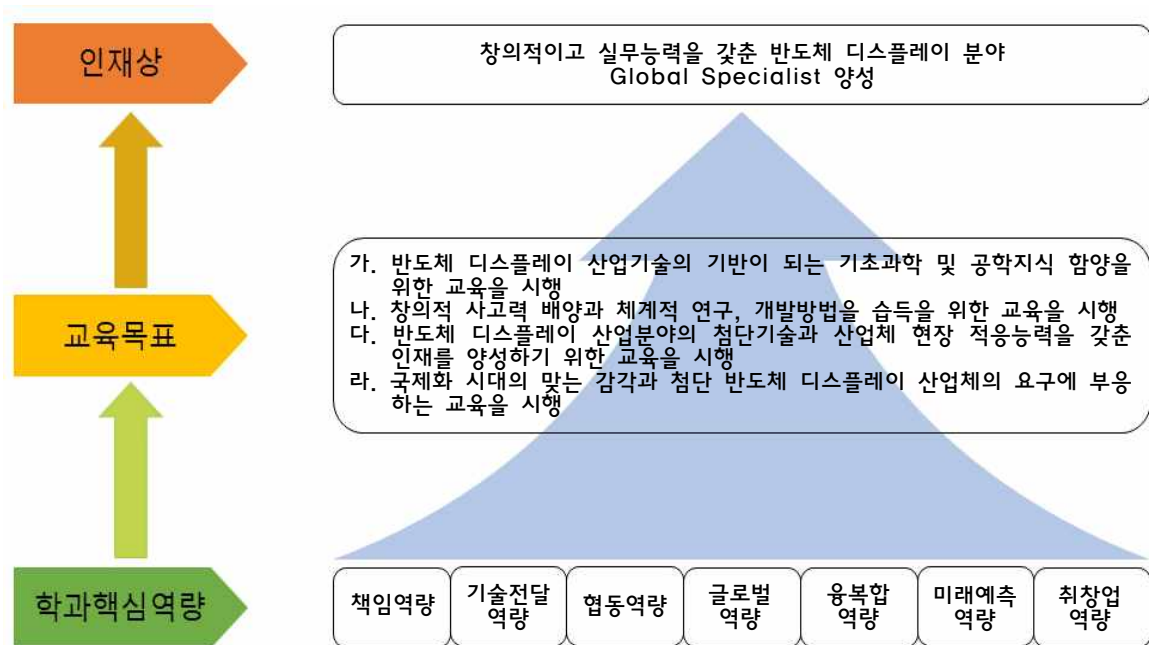 인재상
창의적이고 실무능력을 갖춘 반도체 디스플레이 분야
Global Specialist 양성
교육목표
가. 반도체 디스플레이 산업기술의 기반이 되는 기초과학 및 공학지식 함양을
위한 교육을 시행
나. 창의적 사고력 배양과 체계적 연구, 개발방법을 습득을 위한 교육을 시행
다. 반도체 디스플레이 산업분야의 첨단기술과 산업체 현장 적응능력을 갖춘
인재를 양성하기 위한 교육을 시행
라. 국제화 시대의 맞는 감각과 첨단 반도체 디스플레이 산업체의 요구에 부응
하는 교육을 시행
학과핵심역량
책임역량
기술전달
역량
협동역량
글로벌
역량
융복합
역량
미래예측
역량
취창업
역량